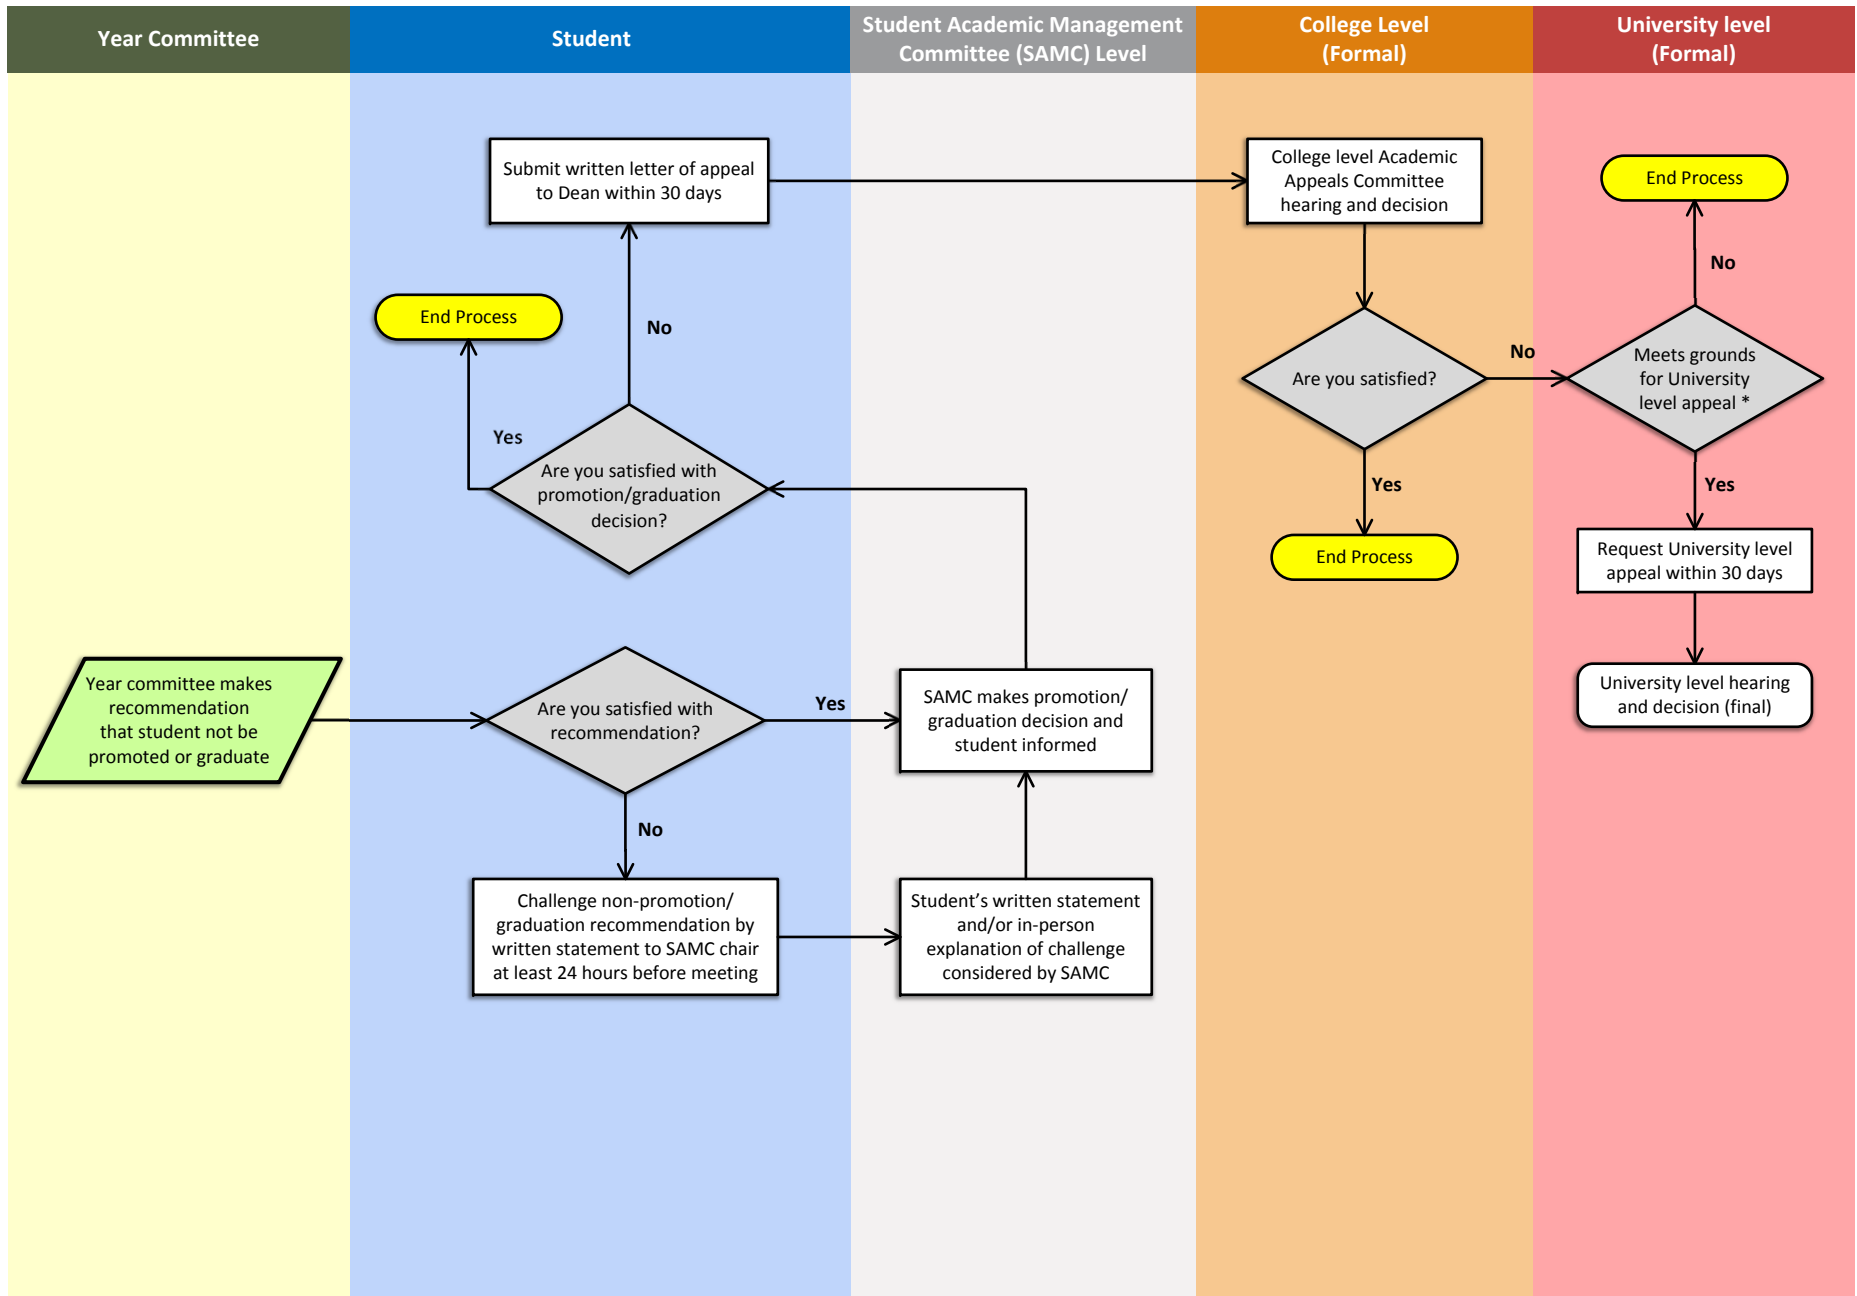 Year Committee
Student
Student Academic Management
Committee (SAMC) Level
College Level
(Formal)
University level
(Formal)
Submit written letter of appeal
to Dean within 30 days
College level Academic
Appeals Committee
hearing and decision
End Process
No
End Process
No
Are you satisfied?
No
Meets grounds
for University
level appeal *
Yes
Are you satisfied with
promotion/graduation
decision?
Yes
Yes
End Process
Request University level
appeal within 30 days
Year committee makes
recommendation
that student not be
promoted or graduate
Are you satisfied with
recommendation?
Yes
SAMC makes promotion/
graduation decision and
student informed
University level hearing
and decision (final)
No
Challenge non-promotion/
graduation recommendation by
written statement to SAMC chair
at least 24 hours before meeting
Student’s written statement
and/or in-person
explanation of challenge
considered by SAMC